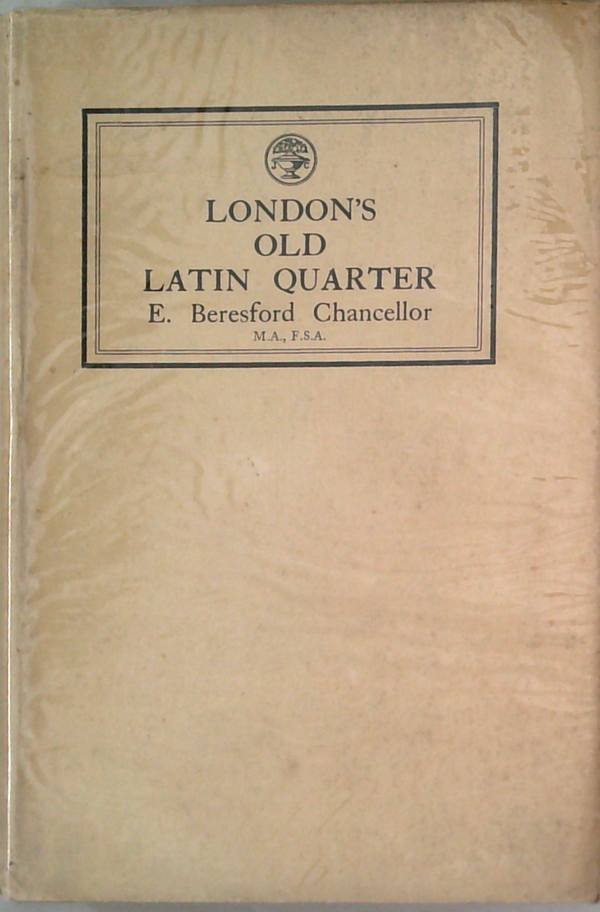 LONDON'S
OLD
LATIN QUARTER
E. Beresford Chancellor
M.A., F.S.A.